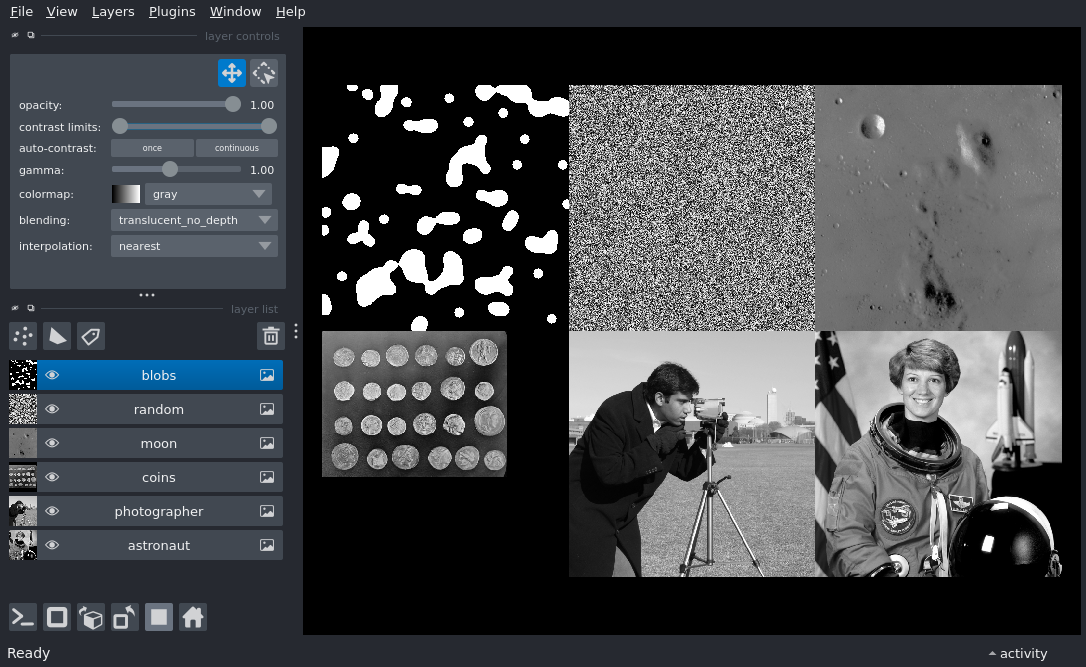 File View Layers Plugins Window Help
layer controls
opacity: 1.00
contrast limits:
auto-contrast: once continuous
gamma: 1.00
colormap: gray
blending: translucent_no_depth
interpolation: nearest
layer list
blobs
random
moon
coins
photographer
astronaut
Ready activity